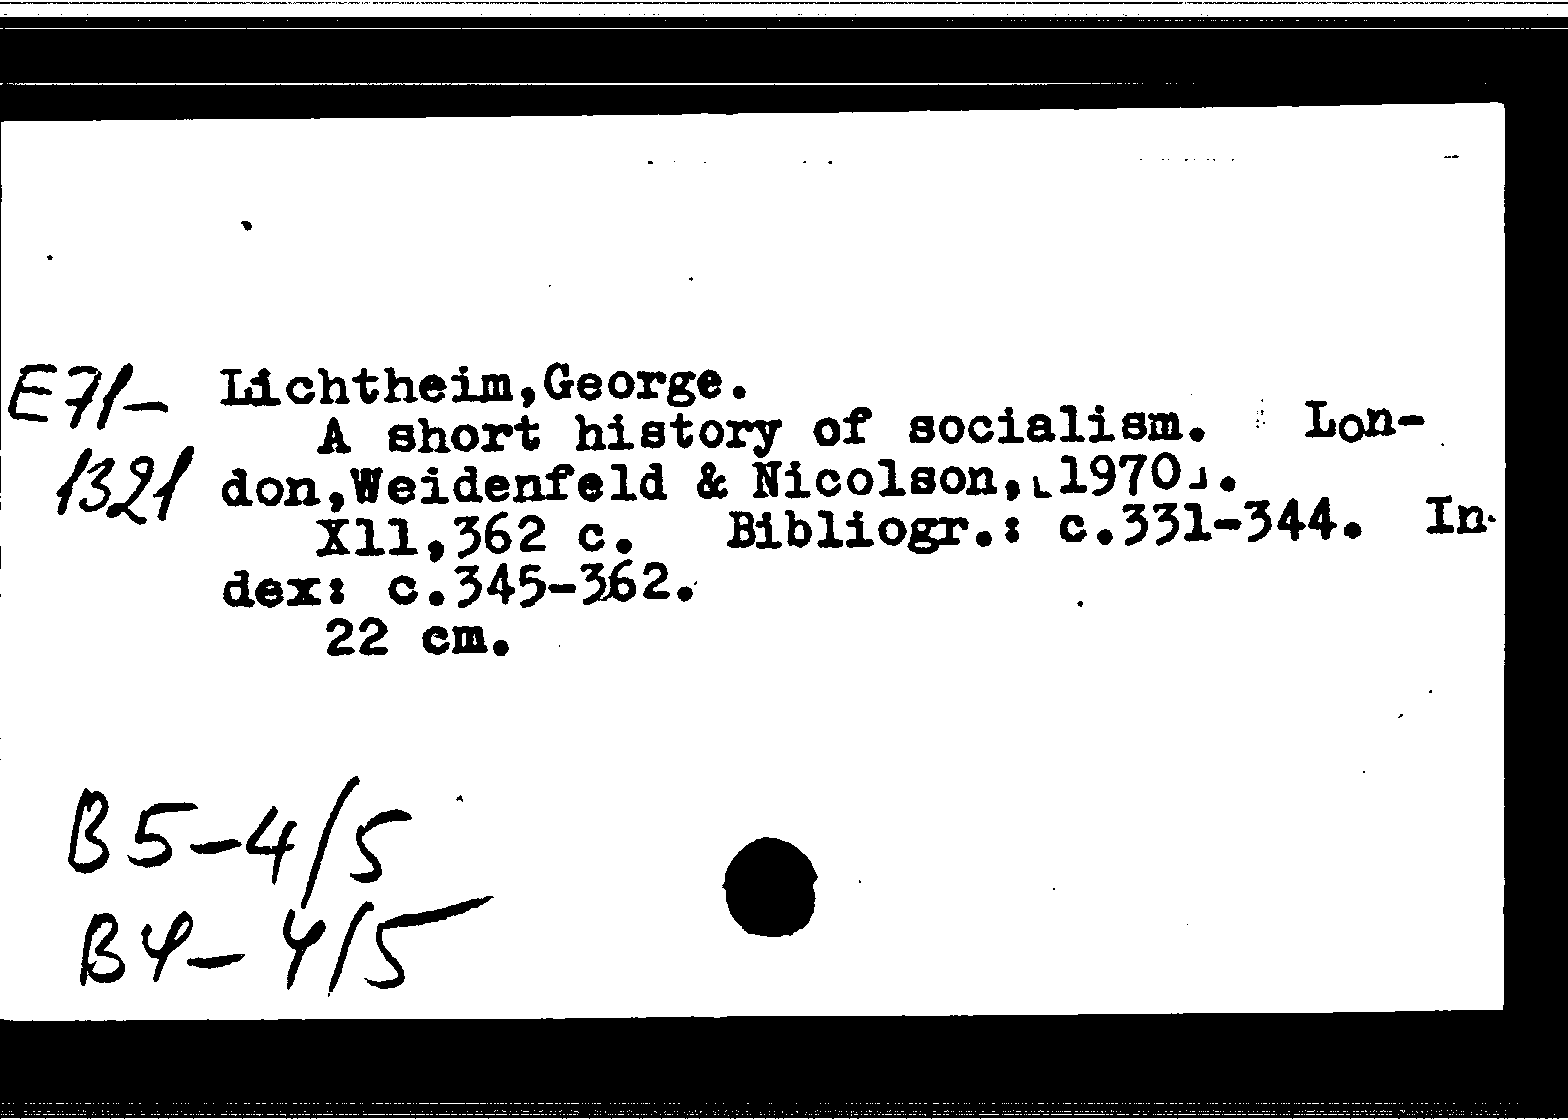 E71-
1321
Lichtheim,George.
A short history of socialism. Lon-
don,Weidenfeld & Nicolson,⌞1970⌟.
X11,362 c. Bibliogr.: c.331-344. In-
dex: c.345-362.
22 cm.
B5-4/5
B4-4/5